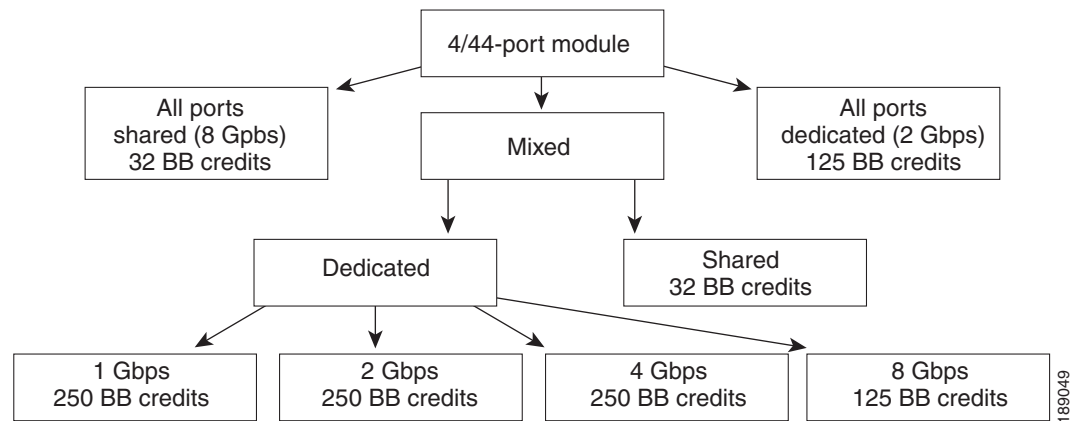 4/44-port module
All ports
shared (8 Gpbs)
32 BB credits
Mixed
All ports
dedicated (2 Gbps)
125 BB credits
Dedicated
Shared
32 BB credits
1 Gbps
250 BB credits
2 Gbps
250 BB credits
4 Gbps
250 BB credits
8 Gbps
125 BB credits
189049